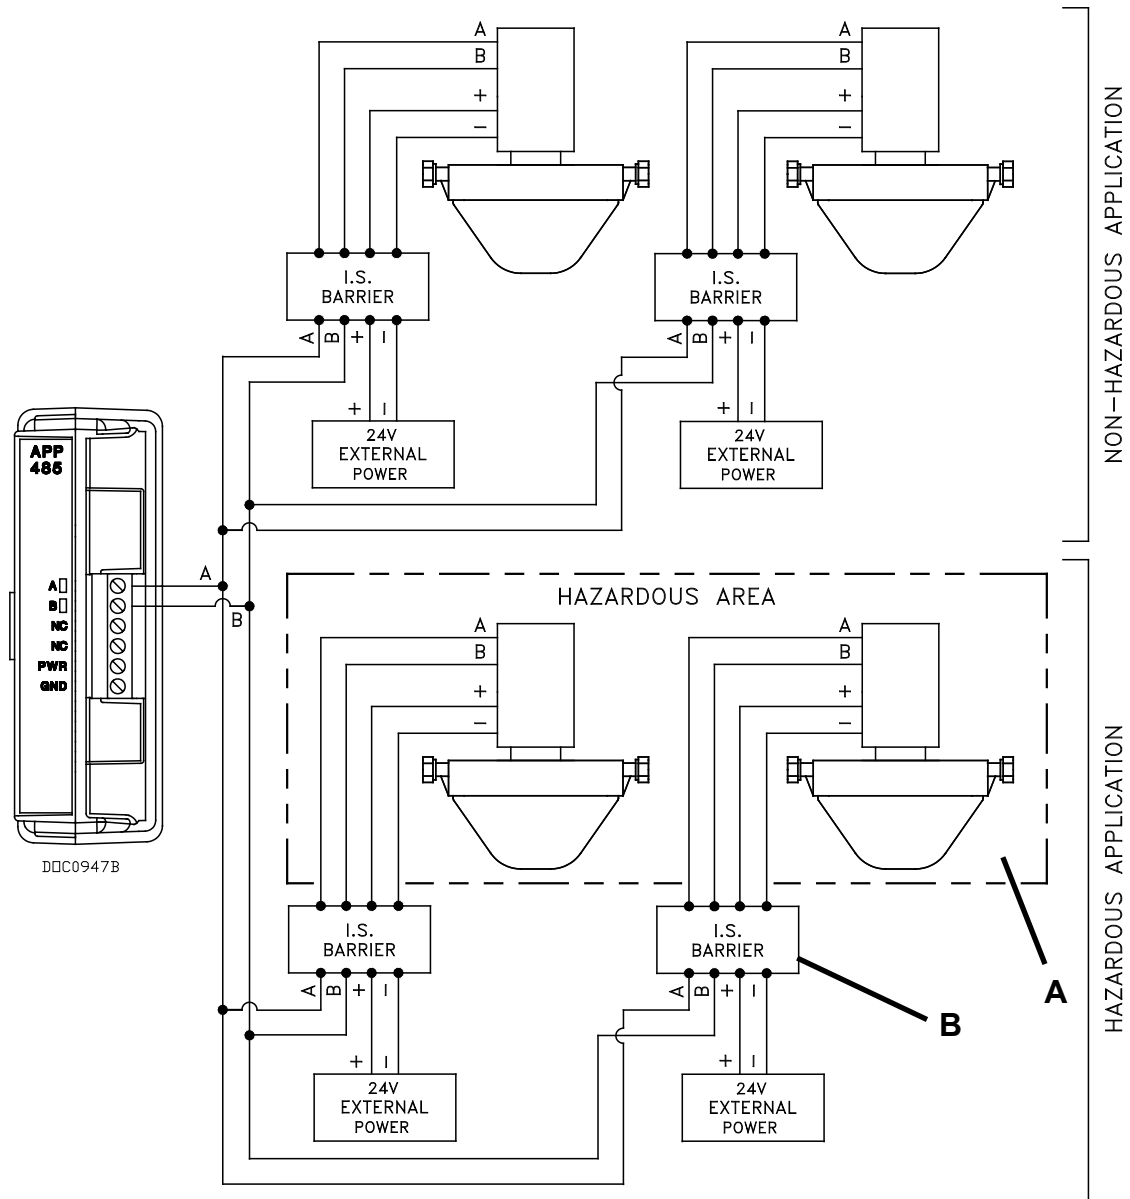 A
B
+
−
A
B
+
−
I.S.
BARRIER
I.S.
BARRIER
A
B
+
−
A
B
+
−
+
−
+
−
24V
EXTERNAL
POWER
24V
EXTERNAL
POWER
NON-HAZARDOUS APPLICATION
APP
485
A
B
NC
NC
PWR
GND
A
B
DOC0947B
HAZARDOUS AREA
A
B
+
−
A
B
+
−
I.S.
BARRIER
I.S.
BARRIER
A
B
A
B
+
−
A
B
+
−
+
−
+
−
24V
EXTERNAL
POWER
24V
EXTERNAL
POWER
HAZARDOUS APPLICATION